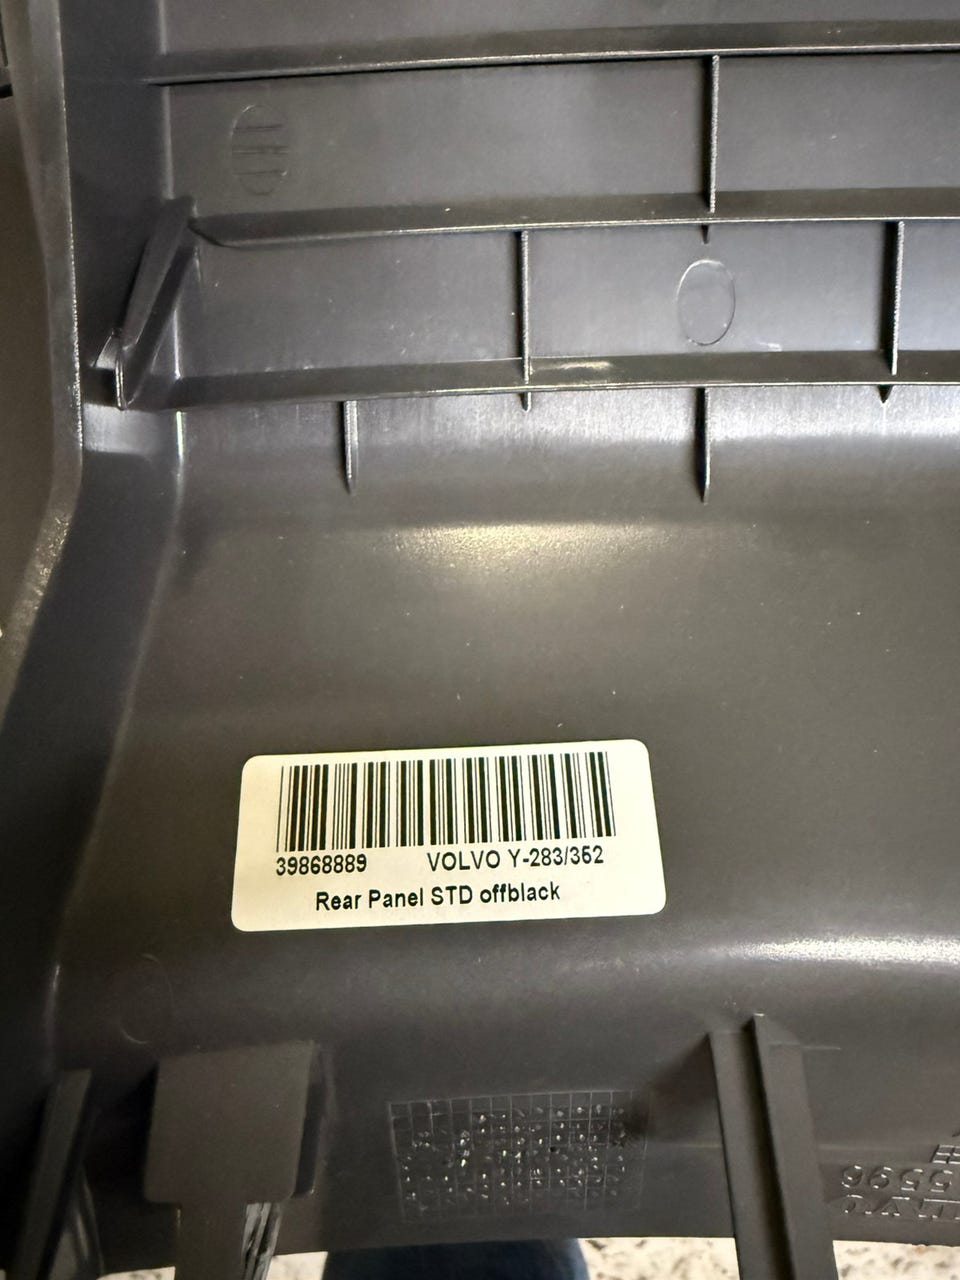 39868889 VOLVO Y-283/352
Rear Panel STD offblack